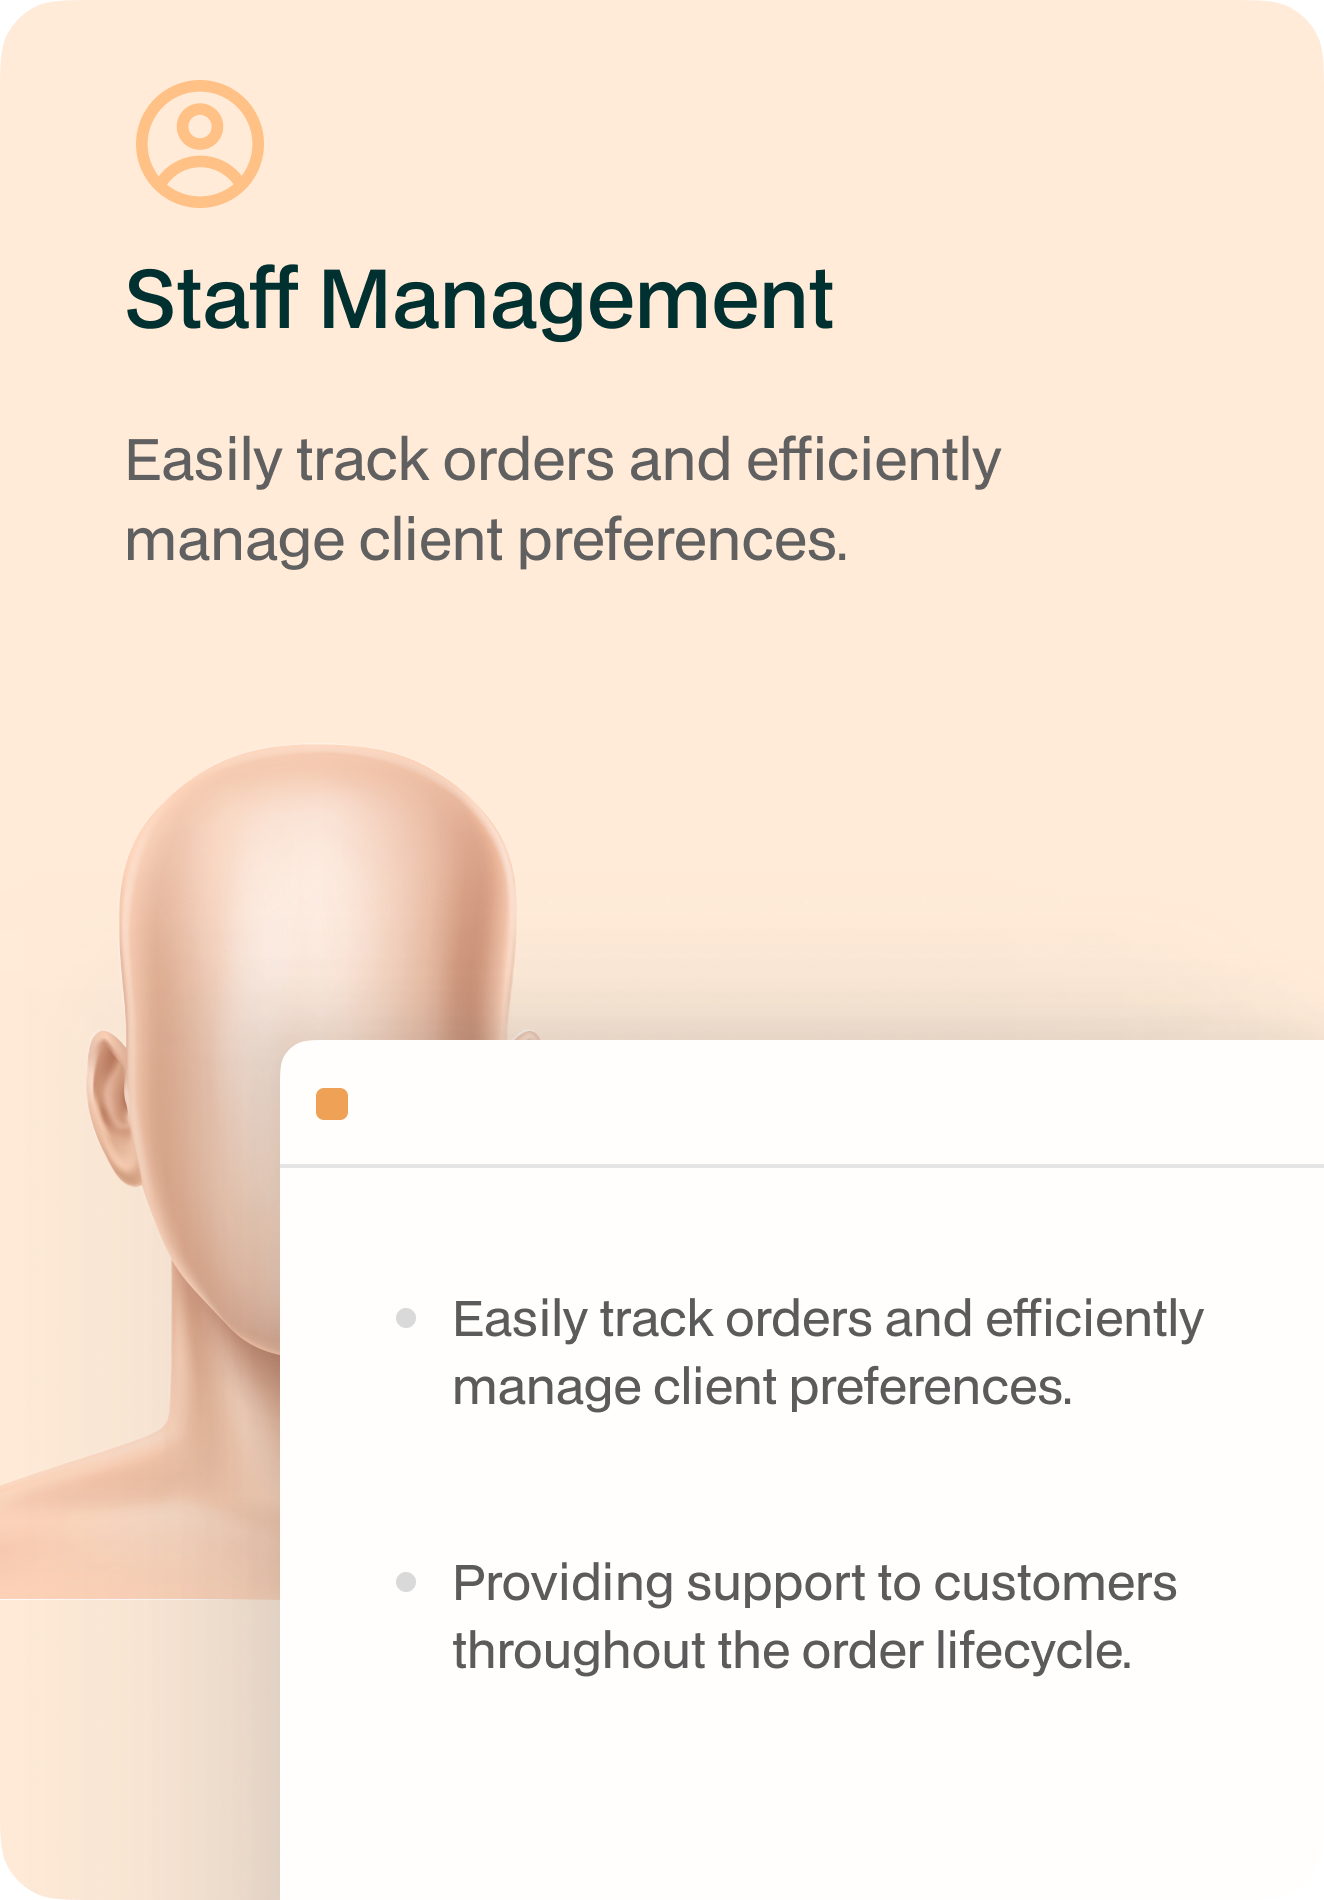 Staff Management
Easily track orders and efficiently
manage client preferences.
Easily track orders and efficiently
manage client preferences.
Providing support to customers
throughout the order lifecycle.